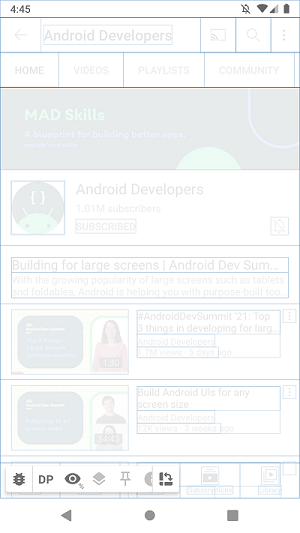 4:45
Android Developers
HOME VIDEOS PLAYLISTS COMMUNITY
MAD Skills
A blueprint for building better apps.
Android Developers
1.01M subscribers
SUBSCRIBED
Building for large screens | Android Dev Sum...
With the growing popularity of large screens such as tablets
and foldables, Android is helping you with purpose built too...
#AndroidDevSummit '21: Top
3 things in developing for larg...
Android Developers
1.7M views · 5 days ago
1:30
Build Android UIs for any
screen size
Android Developers
12K views · 3 weeks ago
DP
Subscriptions
Library